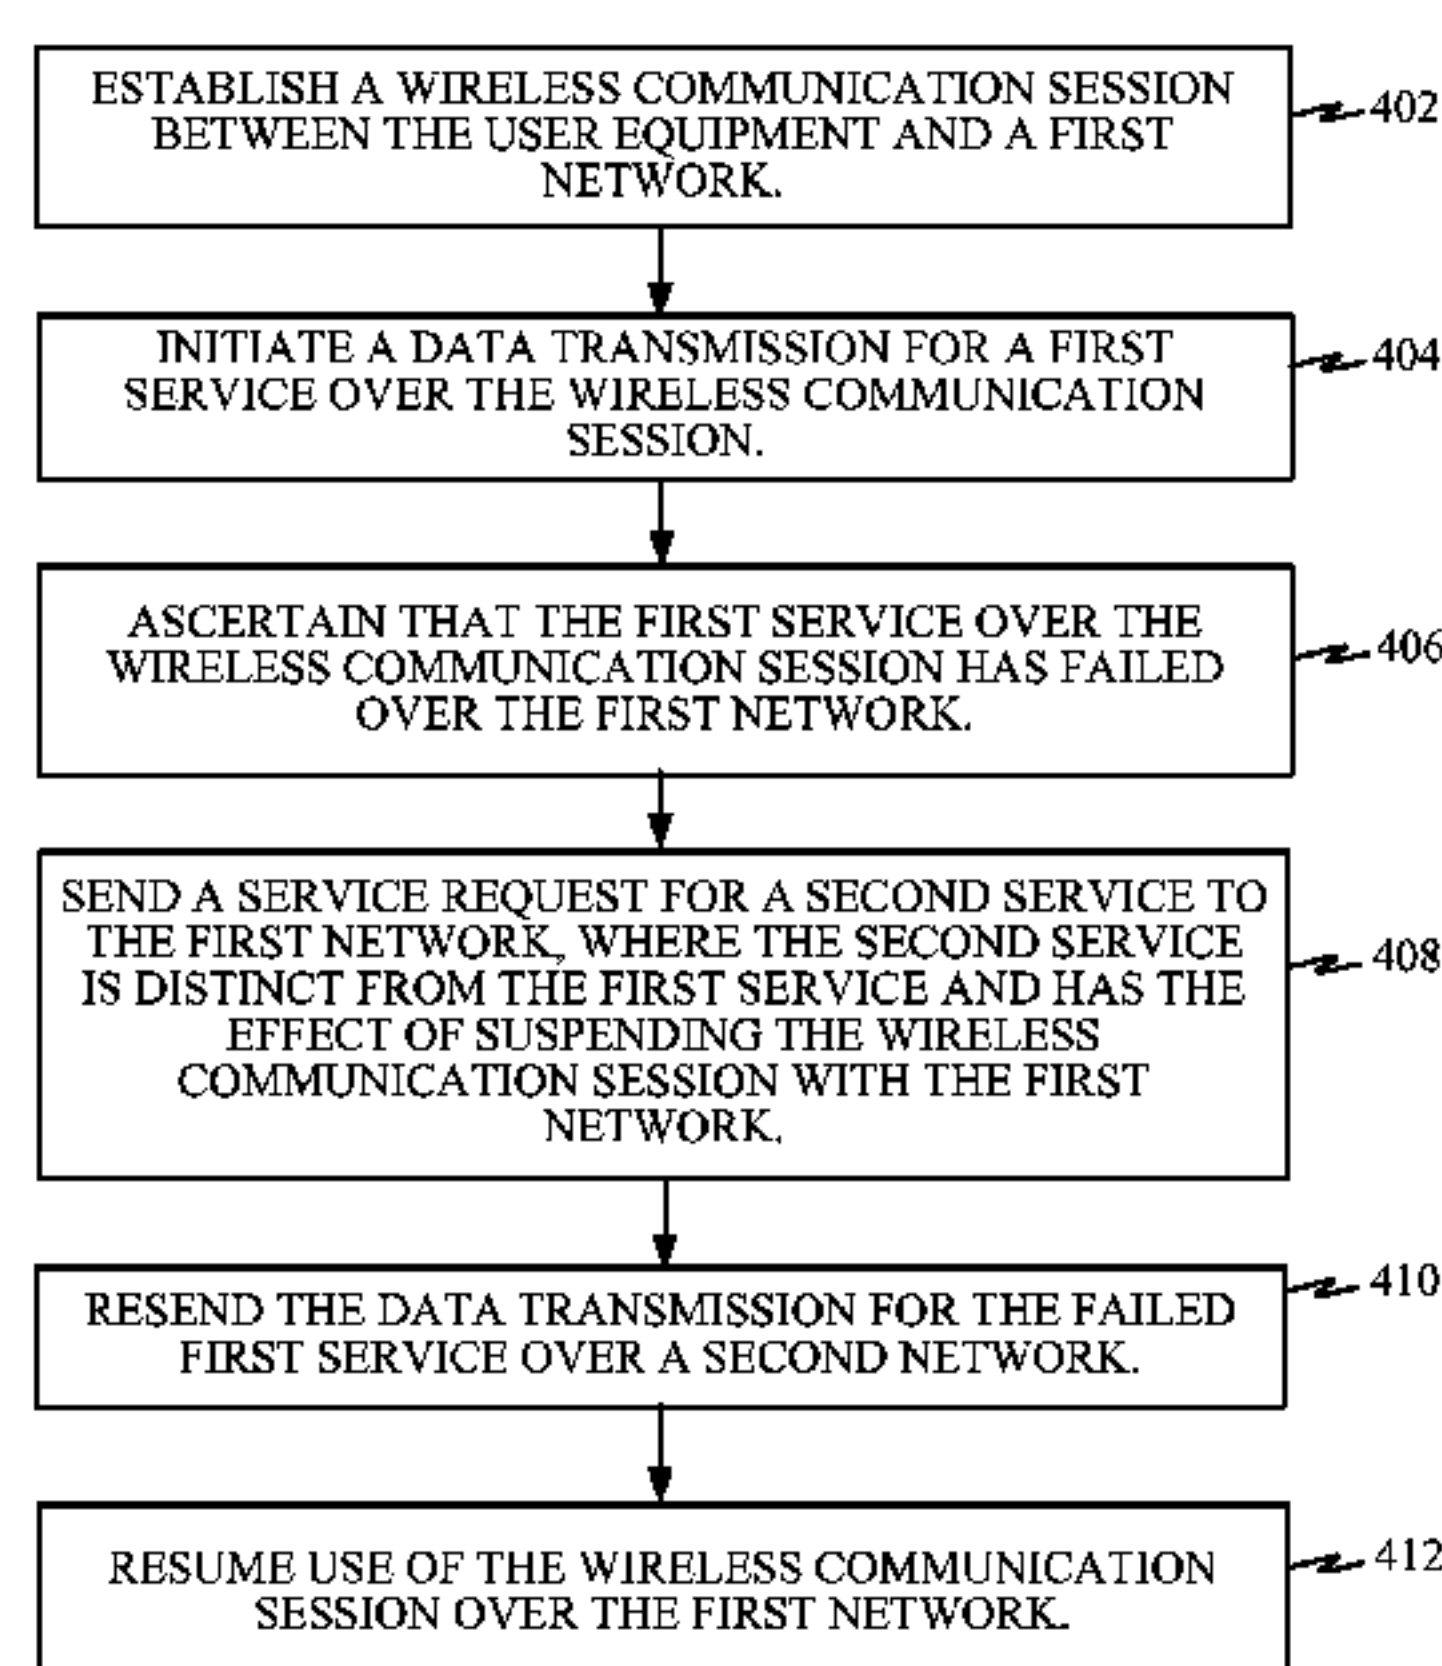 ESTABLISH A WIRELESS COMMUNICATION SESSION
BETWEEN THE USER EQUIPMENT AND A FIRST
NETWORK.
402
INITIATE A DATA TRANSMISSION FOR A FIRST
SERVICE OVER THE WIRELESS COMMUNICATION
SESSION.
404
ASCERTAIN THAT THE FIRST SERVICE OVER THE
WIRELESS COMMUNICATION SESSION HAS FAILED
OVER THE FIRST NETWORK.
406
SEND A SERVICE REQUEST FOR A SECOND SERVICE TO
THE FIRST NETWORK, WHERE THE SECOND SERVICE
IS DISTINCT FROM THE FIRST SERVICE AND HAS THE
EFFECT OF SUSPENDING THE WIRELESS
COMMUNICATION SESSION WITH THE FIRST
NETWORK.
408
RESEND THE DATA TRANSMISSION FOR THE FAILED
FIRST SERVICE OVER A SECOND NETWORK.
410
RESUME USE OF THE WIRELESS COMMUNICATION
SESSION OVER THE FIRST NETWORK.
412